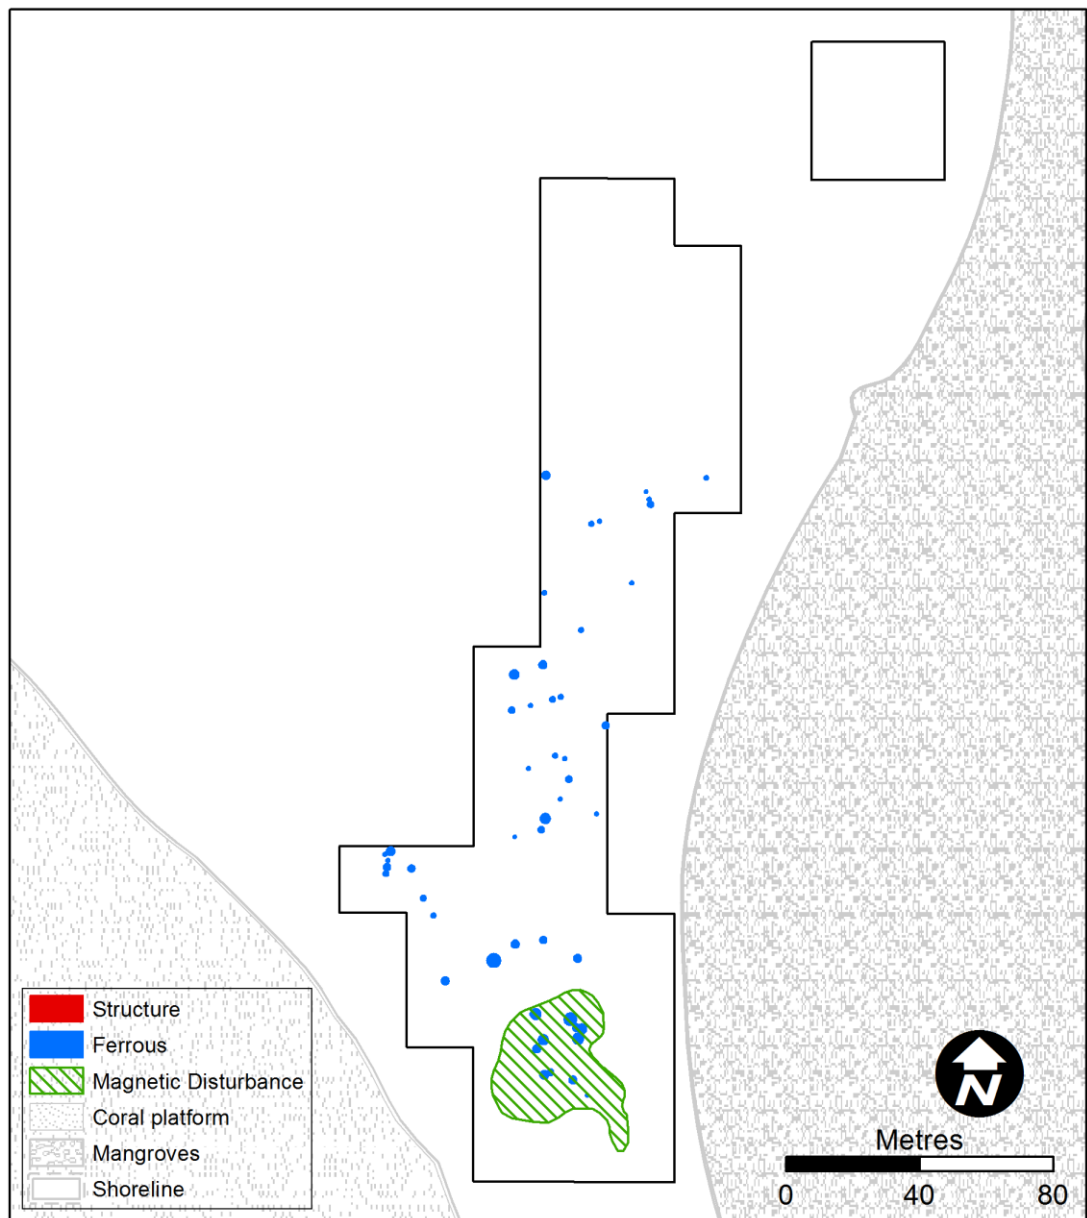 Structure
Ferrous
Magnetic Disturbance
Coral platform
Mangroves
Shoreline
N
Metres
0 40 80